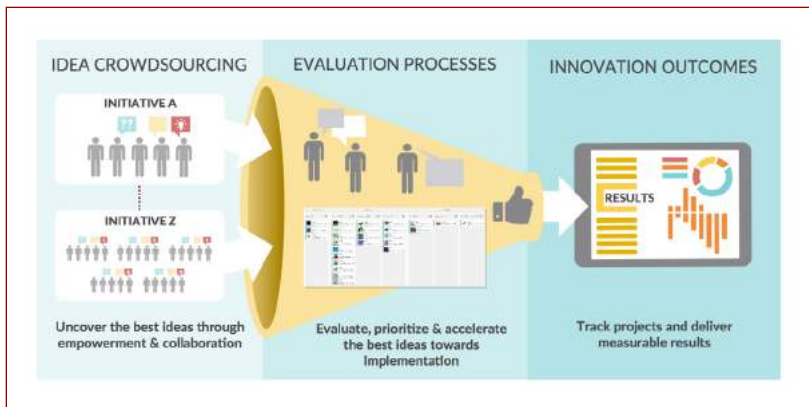 IDEA CROWDSOURCING
INITIATIVE A
??
INITIATIVE Z
Uncover the best ideas through
empowerment & collaboration
EVALUATION PROCESSES
Evaluate, prioritize & accelerate
the best ideas towards
Implementation
INNOVATION OUTCOMES
RESULTS
Track projects and deliver
measurable results